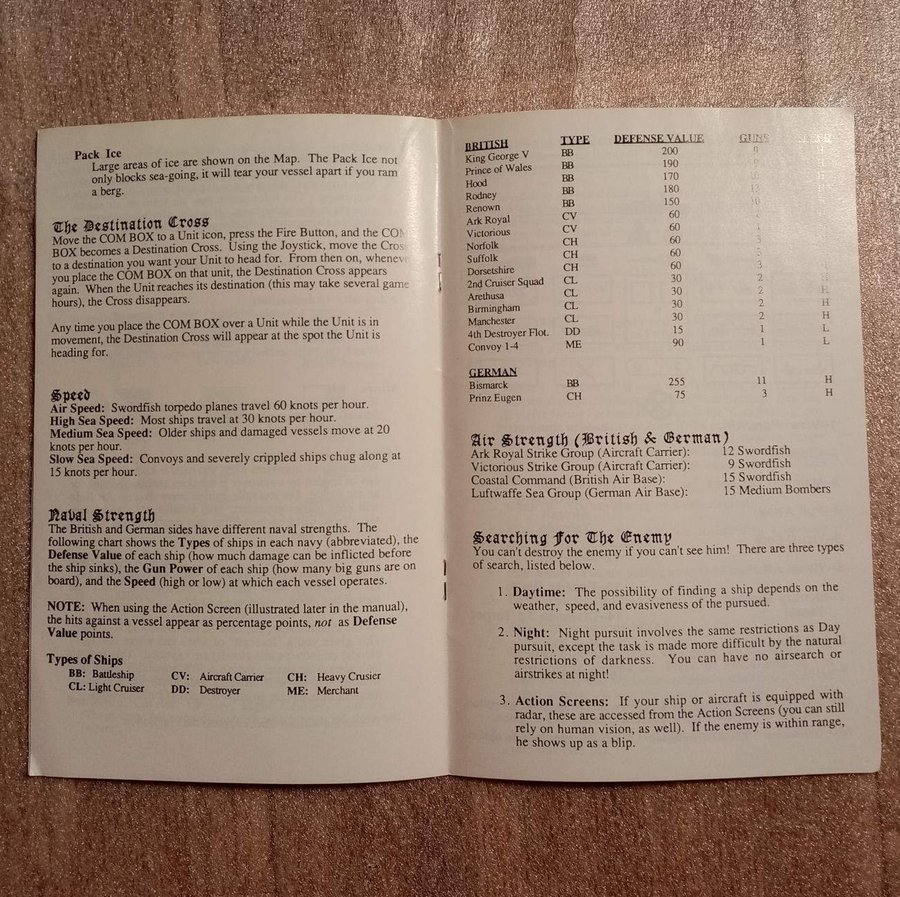 Pack Ice
Large areas of ice are shown on the Map. The Pack Ice not
only blocks sea-going, it will tear your vessel apart if you ram
a berg.
The Destination Cross
Move the COM BOX to a Unit icon, press the Fire Button, and the
BOX becomes a Destination Cross. Using the Joystick, move the
to a destination you want your Unit to head for. From then on,
you place the COM BOX on that unit, the Destination Cross appears
again. When the Unit reaches its destination (this may take several game
hours), the Cross disappears.
Any time you place the COM BOX over a Unit while the Unit is in
movement, the Destination Cross will appear at the spot the Unit is
heading for.
Speed
Air Speed: Swordfish torpedo planes travel 60 knots per hour.
High Sea Speed: Most ships travel at 30 knots per hour.
Medium Sea Speed: Older ships and damaged vessels move at 20
knots per hour.
Slow Sea Speed: Convoys and severely crippled ships chug along at
15 knots per hour.
Naval Strength
The British and German sides have different naval strengths. The
following chart shows the Types of ships in each navy (abbreviated), the
Defense Value of each ship (how much damage can be inflicted before
the ship sinks), the Gun Power of each ship (how many big guns are on
board), and the Speed (high or low) at which each vessel operates.
NOTE: When using the Action Screen (illustrated later in the manual),
the hits against a vessel appear as percentage points, not as Defense
Value points.
Types of Ships
BB: Battleship CV: Aircraft Carrier CH: Heavy Crusier
CL: Light Cruiser DD: Destroyer ME: Merchant
BRITISH TYPE DEFENSE VALUE GUNS
King George V BB 200
Prince of Wales BB 190
Hood BB 170
Rodney BB 180
Renown BB 150
Ark Royal CV 60
Victorious CV 60
Norfolk CH 60 3
Suffolk CH 60
Dorsetshire CH 60 3
2nd Cruiser Squad CL 30 2
Arethusa CL 30 2 H
Birmingham CL 30 2 H
Manchester CL 30 2 H
4th Destroyer Flot. DD 15 1 L
Convoy 1-4 ME 90 1 L
GERMAN
Bismarck BB 255 11 H
Prinz Eugen CH 75 3 H
Air Strength (British & German)
Ark Royal Strike Group (Aircraft Carrier): 12 Swordfish
Victorious Strike Group (Aircraft Carrier): 9 Swordfish
Coastal Command (British Air Base): 15 Swordfish
Luftwaffe Sea Group (German Air Base): 15 Medium Bombers
Searching For The Enemy
You can't destroy the enemy if you can't see him! There are three types
of search, listed below.
1. Daytime: The possibility of finding a ship depends on the
weather, speed, and evasiveness of the pursued.
2. Night: Night pursuit involves the same restrictions as Day
pursuit, except the task is made more difficult by the natural
restrictions of darkness. You can have no airsearch or
airstrikes at night!
3. Action Screens: If your ship or aircraft is equipped with
radar, these are accessed from the Action Screens (you can still
rely on human vision, as well). If the enemy is within range,
he shows up as a blip.